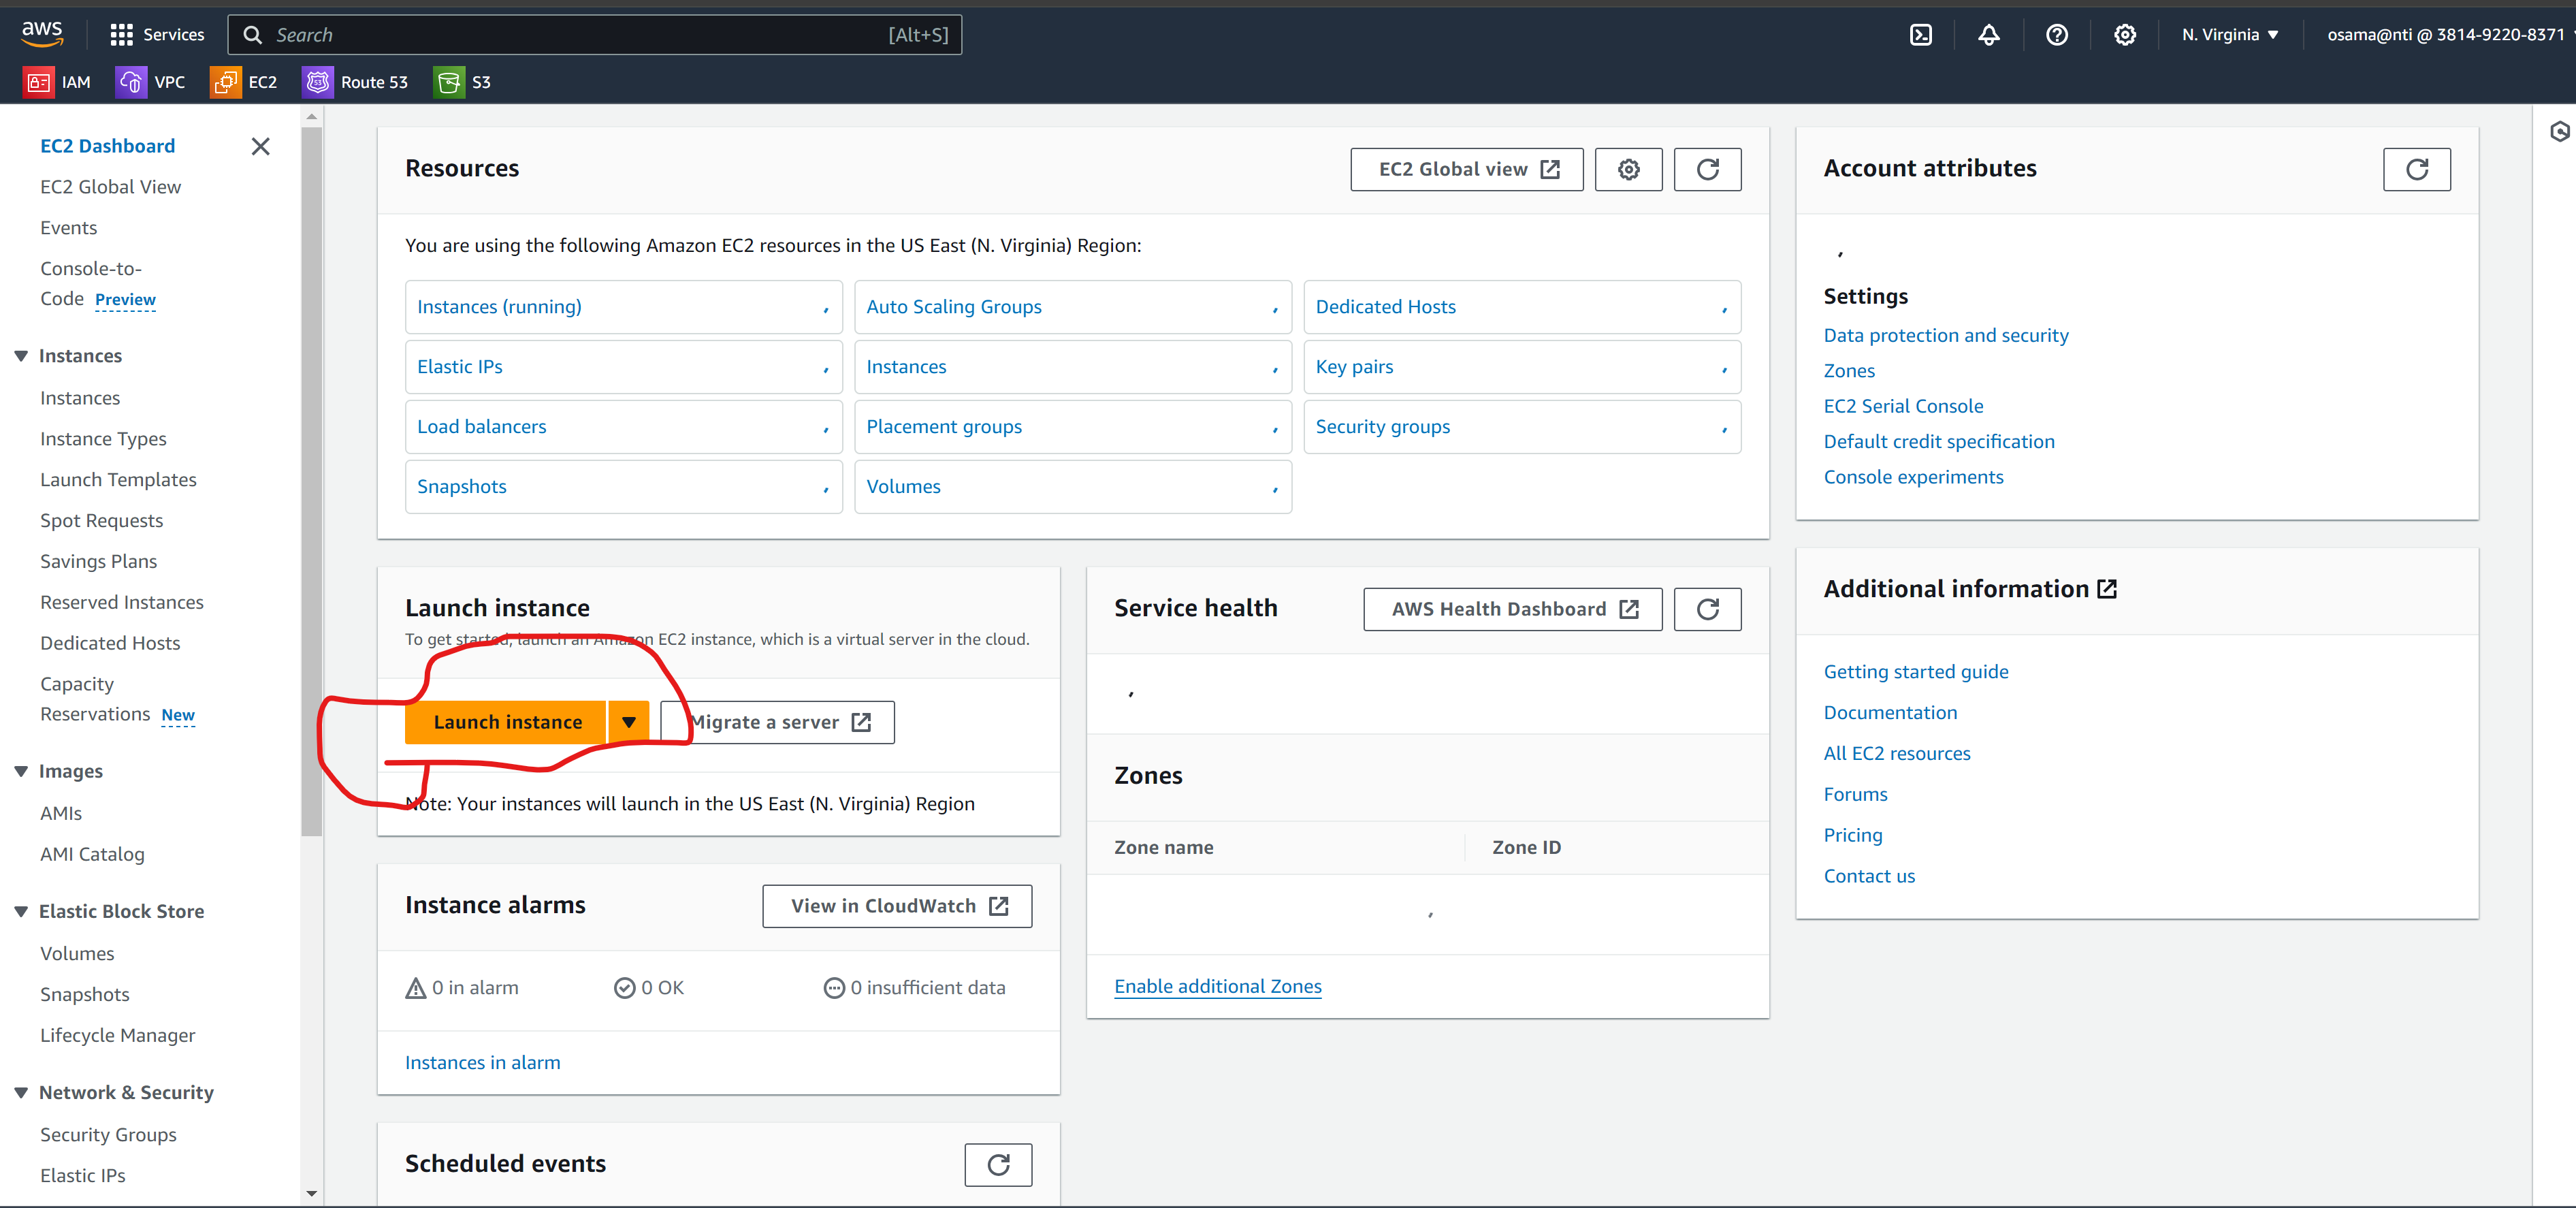 aws
Services
Search
[Alt+S]
N. Virginia
osama@nti @ 3814-9220-8371
IAM
VPC
EC2
Route 53
S3
EC2 Dashboard
EC2 Global View
Events
Console-to-
Code Preview
Instances
Instances
Instance Types
Launch Templates
Spot Requests
Savings Plans
Reserved Instances
Dedicated Hosts
Capacity
Reservations New
Images
AMIs
AMI Catalog
Elastic Block Store
Volumes
Snapshots
Lifecycle Manager
Network & Security
Security Groups
Elastic IPs
Resources
EC2 Global view
You are using the following Amazon EC2 resources in the US East (N. Virginia) Region:
Instances (running)
Auto Scaling Groups
Dedicated Hosts
Elastic IPs
Instances
Key pairs
Load balancers
Placement groups
Security groups
Snapshots
Volumes
Launch instance
To get started, launch an Amazon EC2 instance, which is a virtual server in the cloud.
Launch instance
Migrate a server
Note: Your instances will launch in the US East (N. Virginia) Region
Instance alarms
View in CloudWatch
0 in alarm
0 OK
0 insufficient data
Instances in alarm
Scheduled events
Service health
AWS Health Dashboard
Zones
Zone name
Zone ID
Enable additional Zones
Account attributes
Settings
Data protection and security
Zones
EC2 Serial Console
Default credit specification
Console experiments
Additional information
Getting started guide
Documentation
All EC2 resources
Forums
Pricing
Contact us